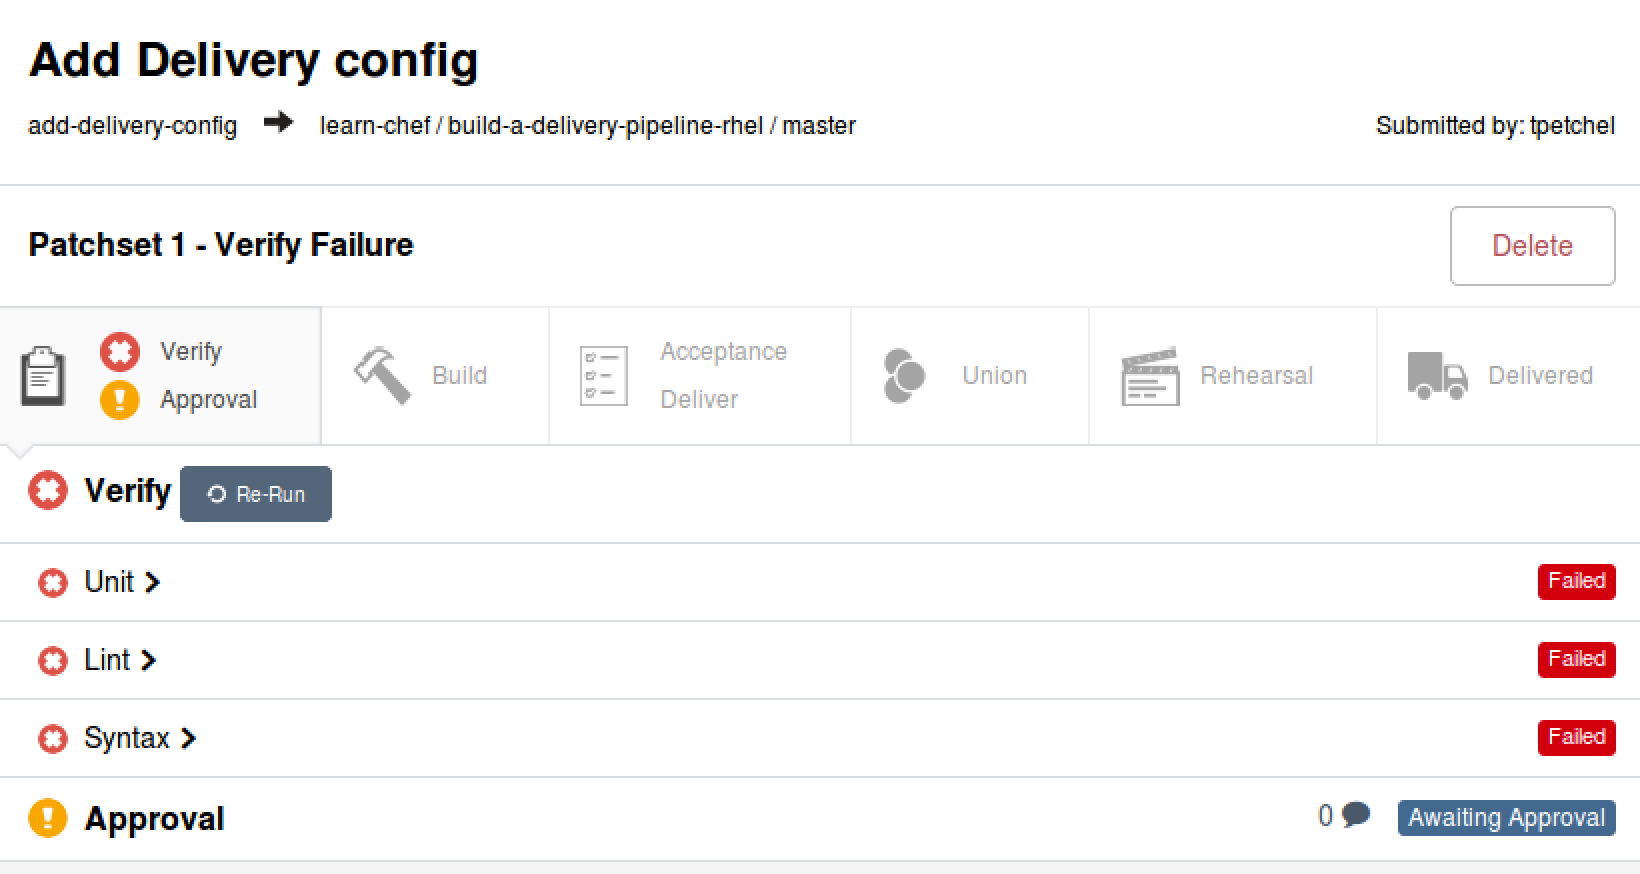 Add Delivery config
add-delivery-config learn-chef / build-a-delivery-pipeline-rhel / master Submitted by: tpetchel
Patchset 1 - Verify Failure Delete
Verify
Approval
Build
Acceptance
Deliver
Union
Rehearsal
Delivered
Verify Re-Run
Unit Failed
Lint Failed
Syntax Failed
Approval 0 Awaiting Approval